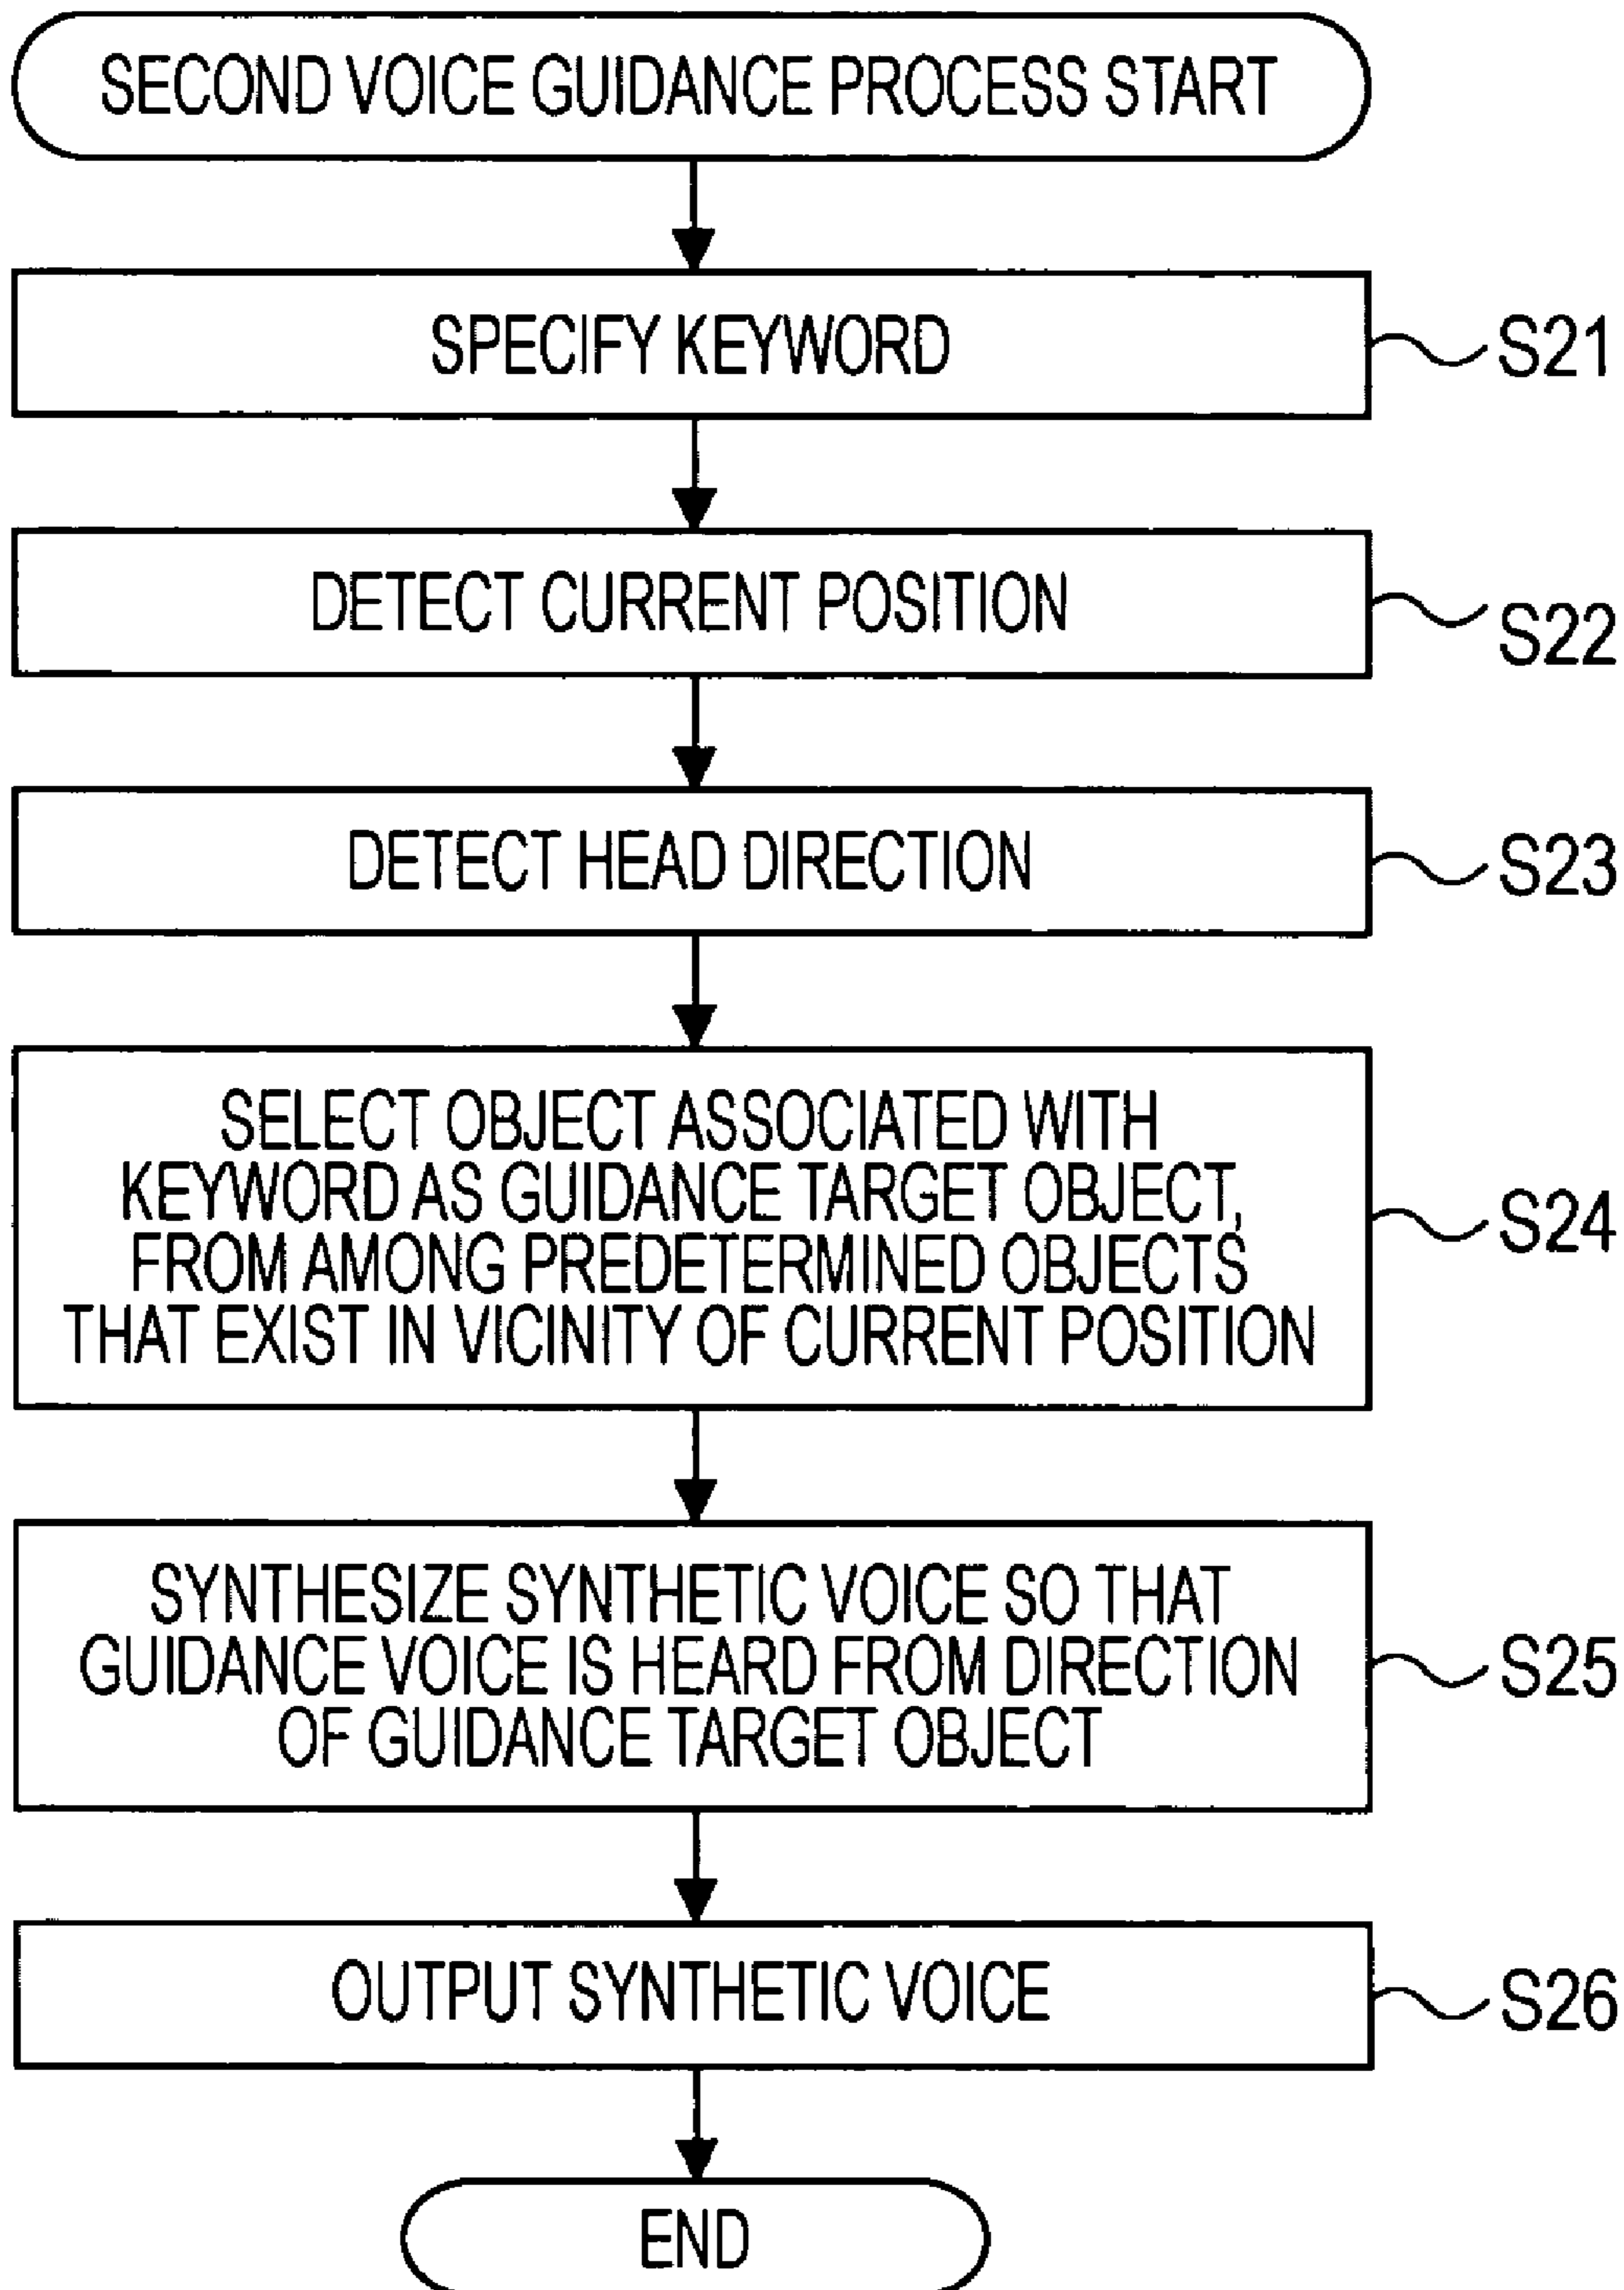 SECOND VOICE GUIDANCE PROCESS START
SPECIFY KEYWORD
S21
DETECT CURRENT POSITION
S22
DETECT HEAD DIRECTION
S23
SELECT OBJECT ASSOCIATED WITH
KEYWORD AS GUIDANCE TARGET OBJECT,
FROM AMONG PREDETERMINED OBJECTS
THAT EXIST IN VICINITY OF CURRENT POSITION
S24
SYNTHESIZE SYNTHETIC VOICE SO THAT
GUIDANCE VOICE IS HEARD FROM DIRECTION
OF GUIDANCE TARGET OBJECT
S25
OUTPUT SYNTHETIC VOICE
S26
END